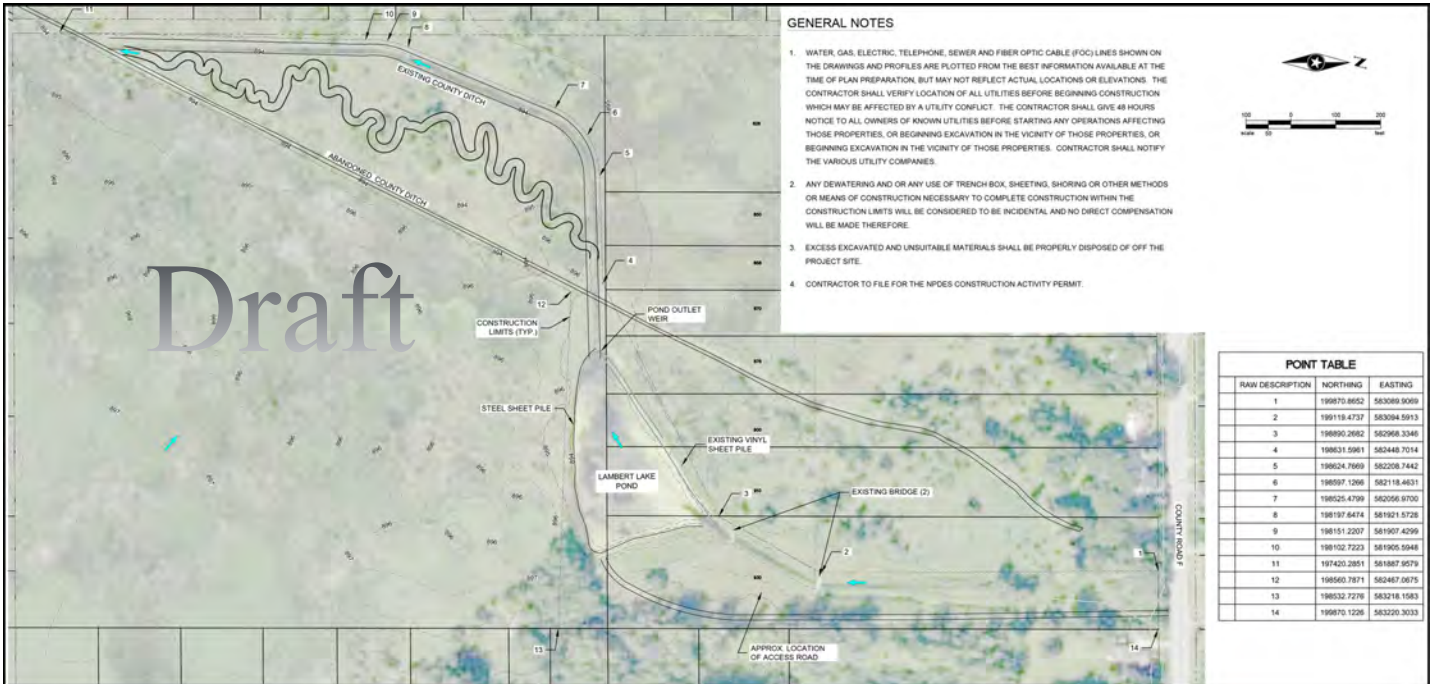 GENERAL NOTES
1. WATER, GAS, ELECTRIC, TELEPHONE, SEWER AND FIBER OPTIC CABLE (FOC) LINES SHOWN ON
THE DRAWINGS AND PROFILES ARE PLOTTED FROM THE BEST INFORMATION AVAILABLE AT THE
TIME OF PLAN PREPARATION, BUT MAY NOT REFLECT ACTUAL LOCATIONS OR ELEVATIONS. THE
CONTRACTOR SHALL VERIFY LOCATION OF ALL UTILITIES BEFORE BEGINNING CONSTRUCTION
WHICH MAY BE AFFECTED BY A UTILITY CONFLICT. THE CONTRACTOR SHALL GIVE 48 HOURS
NOTICE TO ALL OWNERS OF KNOWN UTILITIES BEFORE STARTING ANY OPERATIONS AFFECTING
THOSE PROPERTIES, OR BEGINNING EXCAVATION IN THE VICINITY OF THOSE PROPERTIES, OR
BEGINNING EXCAVATION IN THE VICINITY OF THOSE PROPERTIES. CONTRACTOR SHALL NOTIFY
THE VARIOUS UTILITY COMPANIES.
2. ANY DEWATERING AND OR ANY USE OF TRENCH BOX, SHEETING, SHORING OR OTHER METHODS
OR MEANS OF CONSTRUCTION NECESSARY TO COMPLETE CONSTRUCTION WITHIN THE
CONSTRUCTION LIMITS WILL BE CONSIDERED TO BE INCIDENTAL AND NO DIRECT COMPENSATION
WILL BE MADE THEREFORE.
3. EXCESS EXCAVATED AND UNSUITABLE MATERIALS SHALL BE PROPERLY DISPOSED OF OFF THE
PROJECT SITE.
4. CONTRACTOR TO FILE FOR THE NPDES CONSTRUCTION ACTIVITY PERMIT.
Z
100 0 100 200
scale 50 feet
11
10
9
8
7
6
5
4
EXISTING COUNTY DITCH
ABANDONED COUNTY DITCH
Draft
12
CONSTRUCTION
LIMITS (TYP.)
POND OUTLET
WEIR
STEEL SHEET PILE
EXISTING VINYL
SHEET PILE
LAMBERT LAKE
POND
3
EXISTING BRIDGE (2)
2
1
COUNTY ROAD F
13
APPROX. LOCATION
OF ACCESS ROAD
14
POINT TABLE
RAW DESCRIPTION NORTHING EASTING
1 199870.8652 583089.9069
2 199119.4737 583094.5913
3 198890.2682 582968.3346
4 198631.5961 582448.7014
5 198624.7669 582208.7442
6 198597.1266 582118.4631
7 198525.4799 582056.9700
8 198197.6474 581921.5728
9 198151.2207 581907.4299
10 198102.7223 581905.5948
11 197420.2851 581887.9579
12 198560.7871 582467.0675
13 198532.7276 583218.1583
14 199870.1226 583220.3033